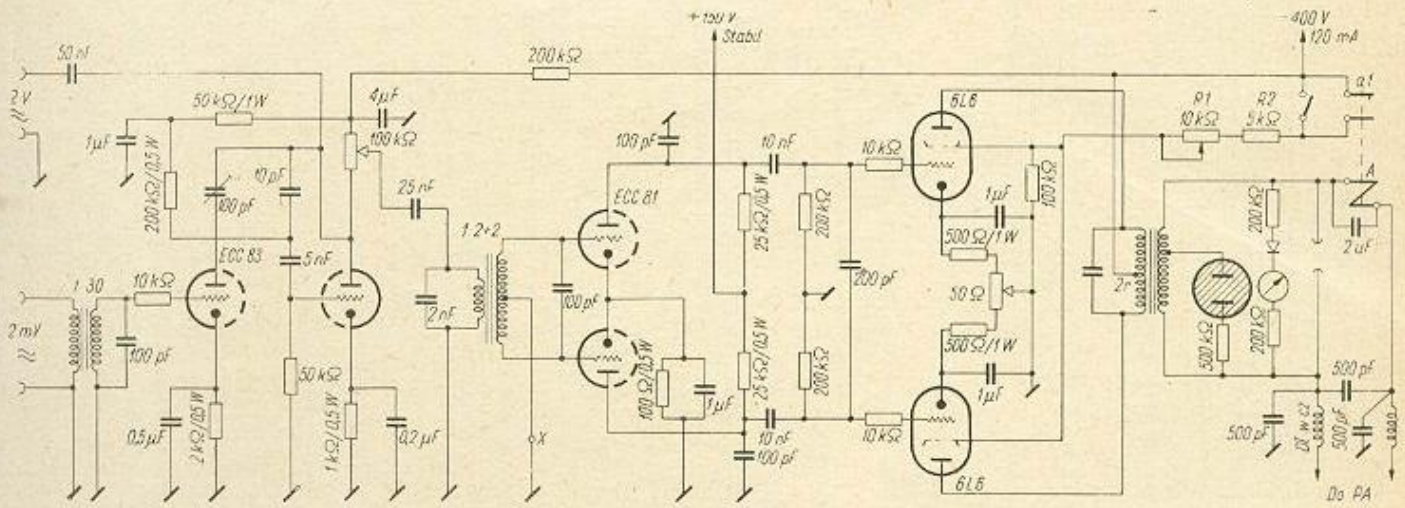 50 nF
2 V
1 µF
50 kΩ/1W
200 kΩ/0,5 W
100 pF
10 pF
4 µF
100 kΩ
25 nF
200 kΩ
Stabil
100 pF
ECC 83
5 nF
10 kΩ
1 30
2 mV
100 pF
0,5 µF
2 kΩ/0,5 W
50 kΩ
1 kΩ/0,5 W
0,2 µF
2 nF
1 2+2
100 pF
X
ECC 81
100 Ω/0,5 W
1 µF
25 kΩ/0,5 W
25 kΩ/0,5 W
10 nF
10 nF
100 pF
200 kΩ
200 kΩ
200 pF
10 kΩ
10 kΩ
6L6
6L6
1 µF
500 Ω/1 W
50 Ω
500 Ω/1 W
1 µF
100 kΩ
400 V
120 mA
a1
R1
10 kΩ
R2
5 kΩ
A
200 kΩ
2 µF
500 kΩ
200 kΩ
500 pF
500 pF
500 pF
Do PA